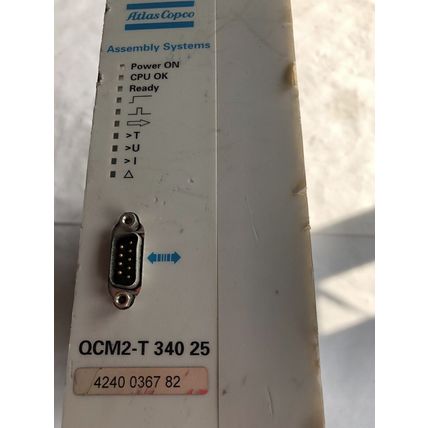 Atlas Copco
Assembly Systems
Power ON
CPU OK
Ready
>T
>U
>I
QCM2-T 340 25
4240 0367 82